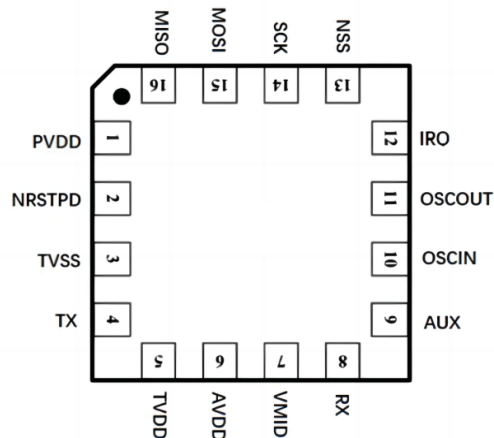 MISO MOSI SCK NSS
16 15 14 13
PVDD 1 12 IRO
NRSTPD 2 11 OSCOUT
TVSS 3 10 OSCIN
TX 4 9 AUX
5 6 7 8
TVDD AVDD VMID RX